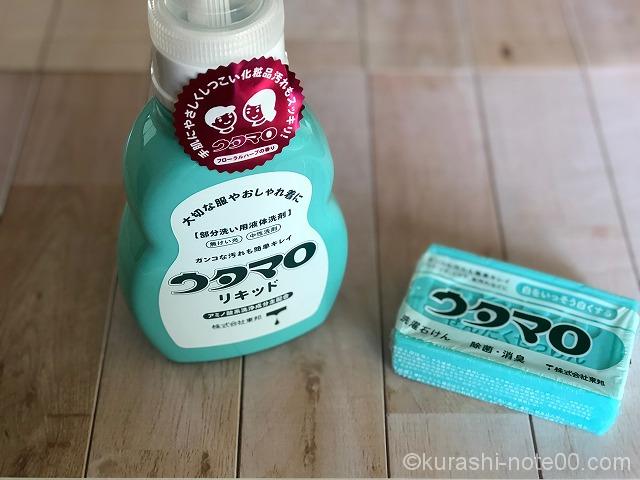 手肌にやさしくしつこい化粧品汚れもスッキリ!
ウタマロ
フローラルハーブの香り
大切な服やおしゃれ着に
【部分洗い用液体洗剤】
無けい光 中性洗剤
ガンコな汚れも簡単キレイ
ウタマロ
リキッド
アミノ酸系洗浄成分主配合
株式会社東邦
白をいっそう白くする
ウタマロ
洗濯石けん 除菌・消臭
株式会社東邦
©kurashi-note00.com